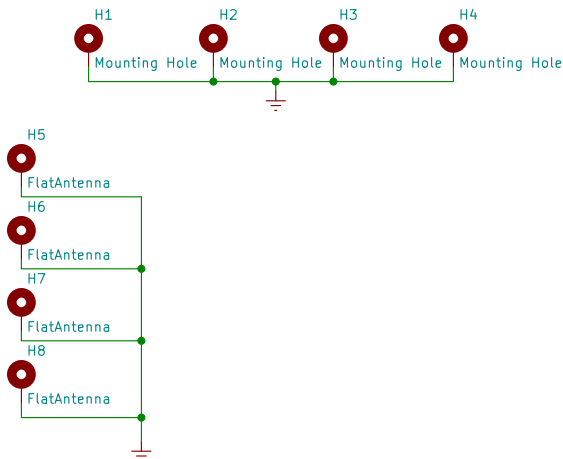 H1
H2
H3
H4
Mounting Hole
Mounting Hole
Mounting Hole
Mounting Hole
H5
FlatAntenna
H6
FlatAntenna
H7
FlatAntenna
H8
FlatAntenna